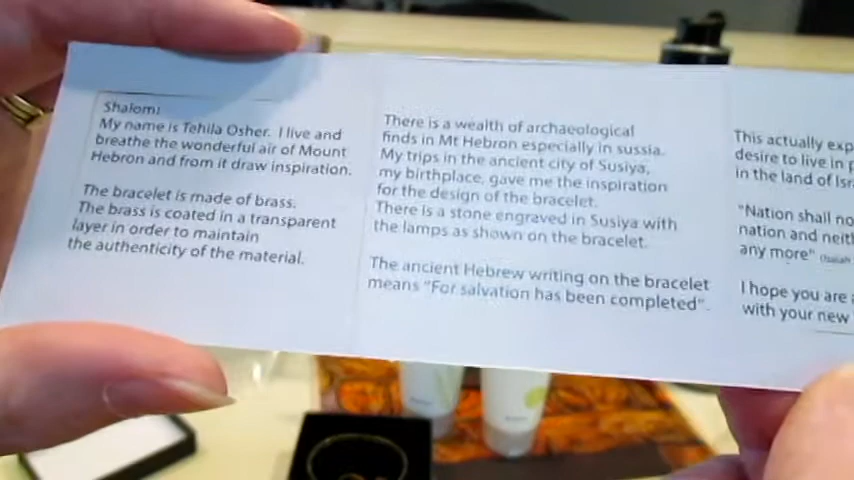 Shalom!
My name is Tehila Osher. I live and
breathe the wonderful air of Mount
Hebron and from it draw inspiration.
The bracelet is made of brass.
The brass is coated in a transparent
layer in order to maintain
the authenticity of the material.
There is a wealth of archaeological
finds in Mt Hebron especially in sussia.
My trips in the ancient city of Susiya,
my birthplace, gave me the inspiration
for the design of the bracelet.
There is a stone engraved in Susiya with
the lamps as shown on the bracelet.
The ancient Hebrew writing on the bracelet
means "For salvation has been completed".
This actually exp
desire to live in p
in the land of Isra
"Nation shall no
nation and neith
any more" (Isaiah
I hope you are a
with your new